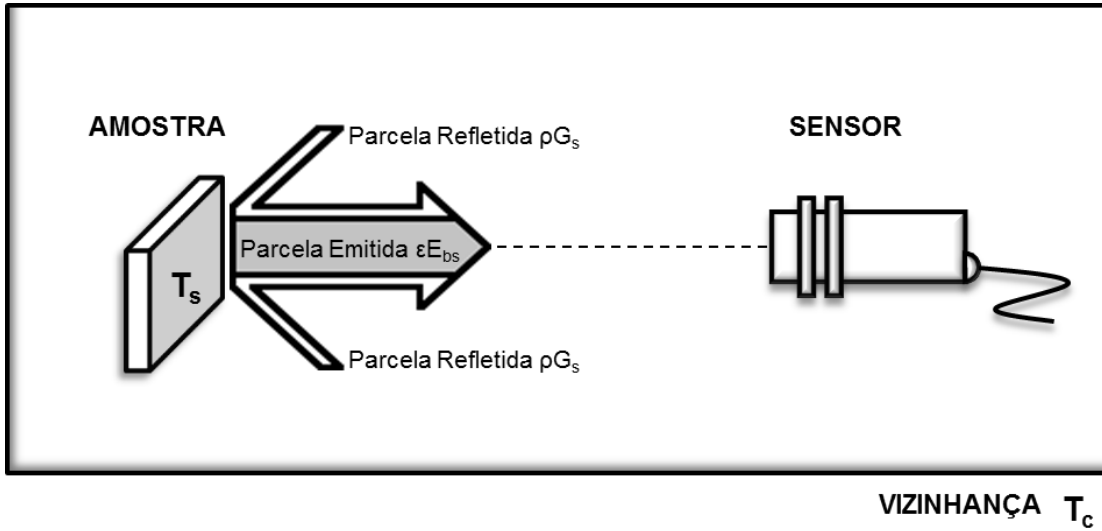 AMOSTRA
SENSOR
Parcela Refletida ρGs
Parcela Emitida εEbs
Ts
Parcela Refletida ρGs
VIZINHANÇA Tc